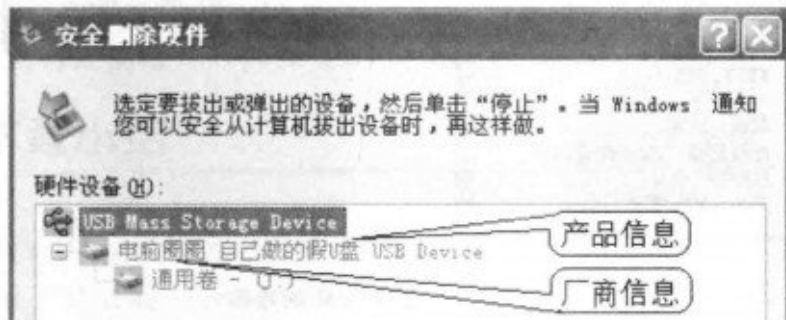 安全删除硬件
选定要拔出或弹出的设备，然后单击“停止”。当 Windows 通知
您可以安全从计算机拔出设备时，再这样做。
硬件设备(H):
USB Mass Storage Device
电脑圈圈 自己做的假U盘 USB Device
产品信息
通用卷 -
厂商信息